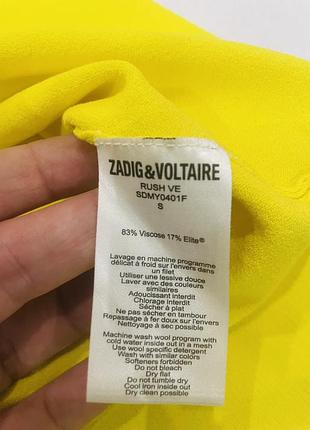 ZADIG&VOLTAIRE
RUSH VE
SDMY0401F
S
83% Viscose 17% Elite®
Lavage en machine programme
délicat à froid sur l'envers dans
un filet
Utiliser une lessive douce
Laver avec des couleurs
similaires
Adoucissant interdit
Chlorage interdit
Sécher à plat
Ne pas sécher en tambour
Repassage à fer doux sur l'envers
Nettoyage à sec possible
Machine wash wool program with
cold water inside out in a mesh
Use wool specific detergent
Wash with similar colors
Softeners forbidden
Do not bleach
Dry flat
Do not tumble dry
Cool iron inside out
Dry clean possible